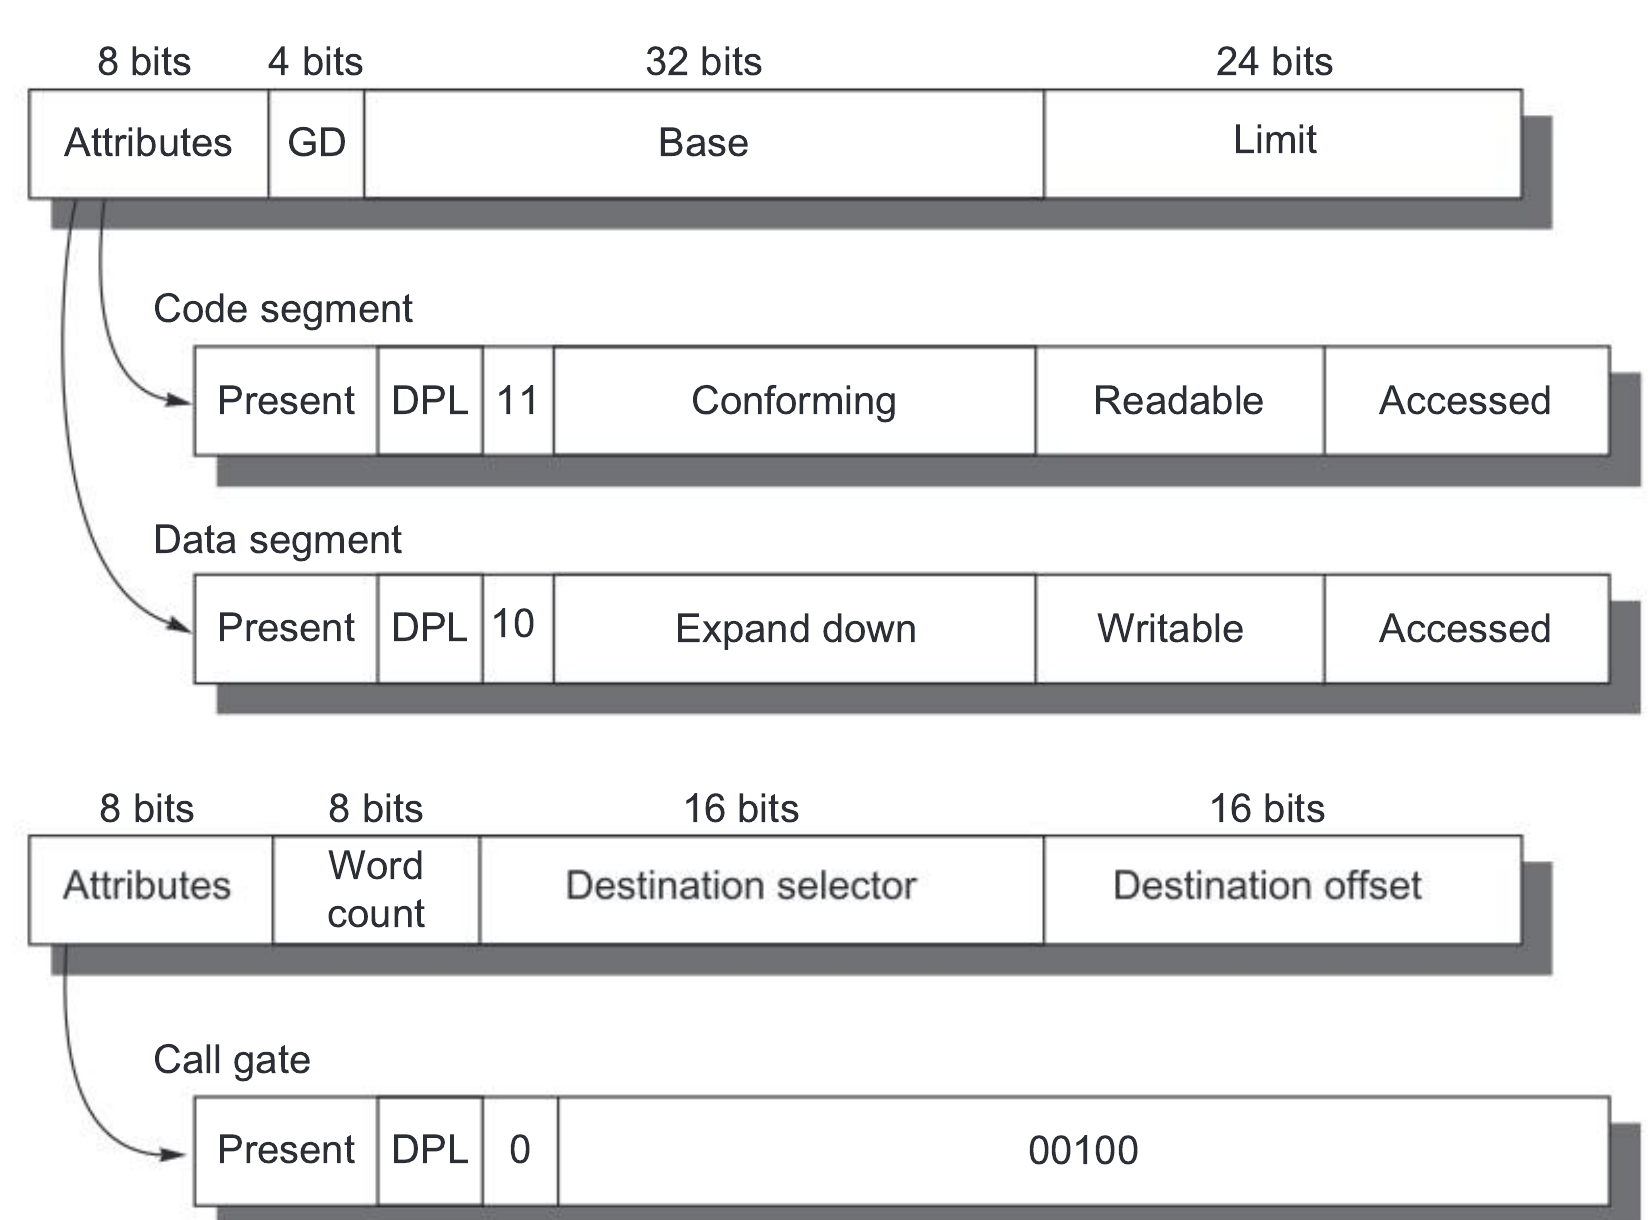 8 bits 4 bits 32 bits 24 bits
Attributes GD Base Limit
Code segment
Present DPL 11 Conforming Readable Accessed
Data segment
Present DPL 10 Expand down Writable Accessed
8 bits 8 bits 16 bits 16 bits
Attributes Word count Destination selector Destination offset
Call gate
Present DPL 0 00100